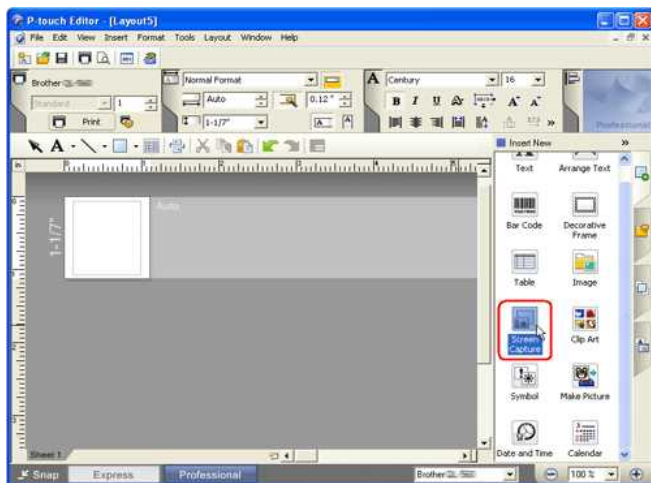 P-touch Editor - [Layout5]
File Edit View Insert Format Tools Layout Window Help
Brother
Standard 1
Print
Normal Format
Auto 0.12"
1-1/7"
A Century 16
B I U
Professional
A
Insert New
Text Arrange Text
Bar Code Decorative Frame
Table Image
Screen Capture Clip Art
Symbol Make Picture
Date and Time Calendar
1-1/7"
Auto
Sheet 1
Snap Express Professional Brother 100 %